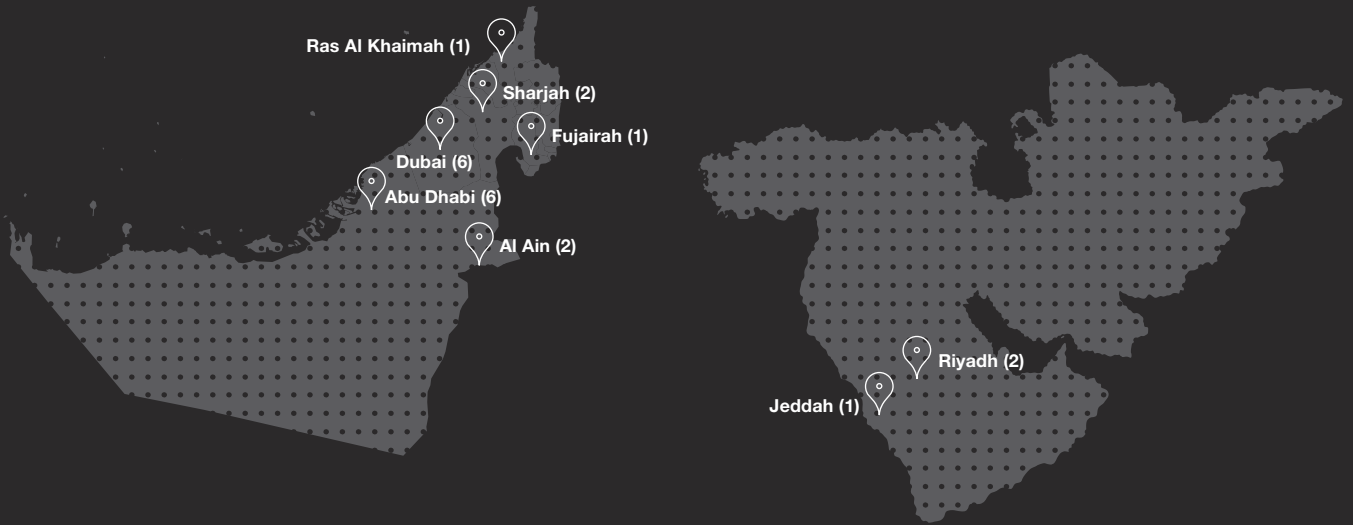 Ras Al Khaimah (1)
Sharjah (2)
Fujairah (1)
Dubai (6)
Abu Dhabi (6)
Al Ain (2)
Riyadh (2)
Jeddah (1)